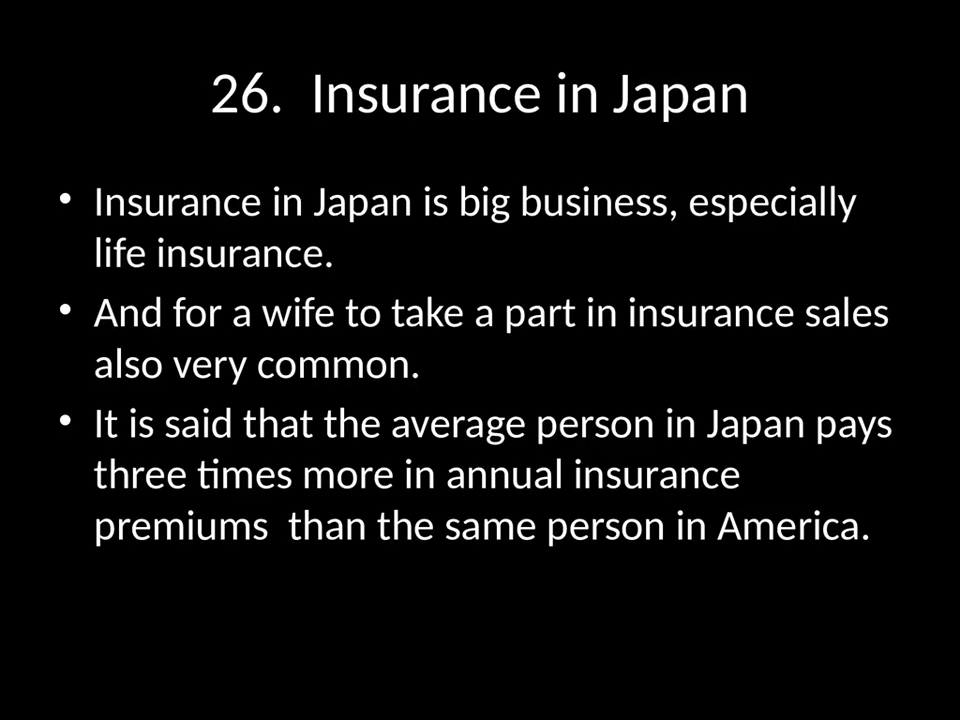 26.  Insurance in Japan
• Insurance in Japan is big business, especially
life insurance.
• And for a wife to take a part in insurance sales
also very common.
• It is said that the average person in Japan pays
three times more in annual insurance
premiums  than the same person in America.